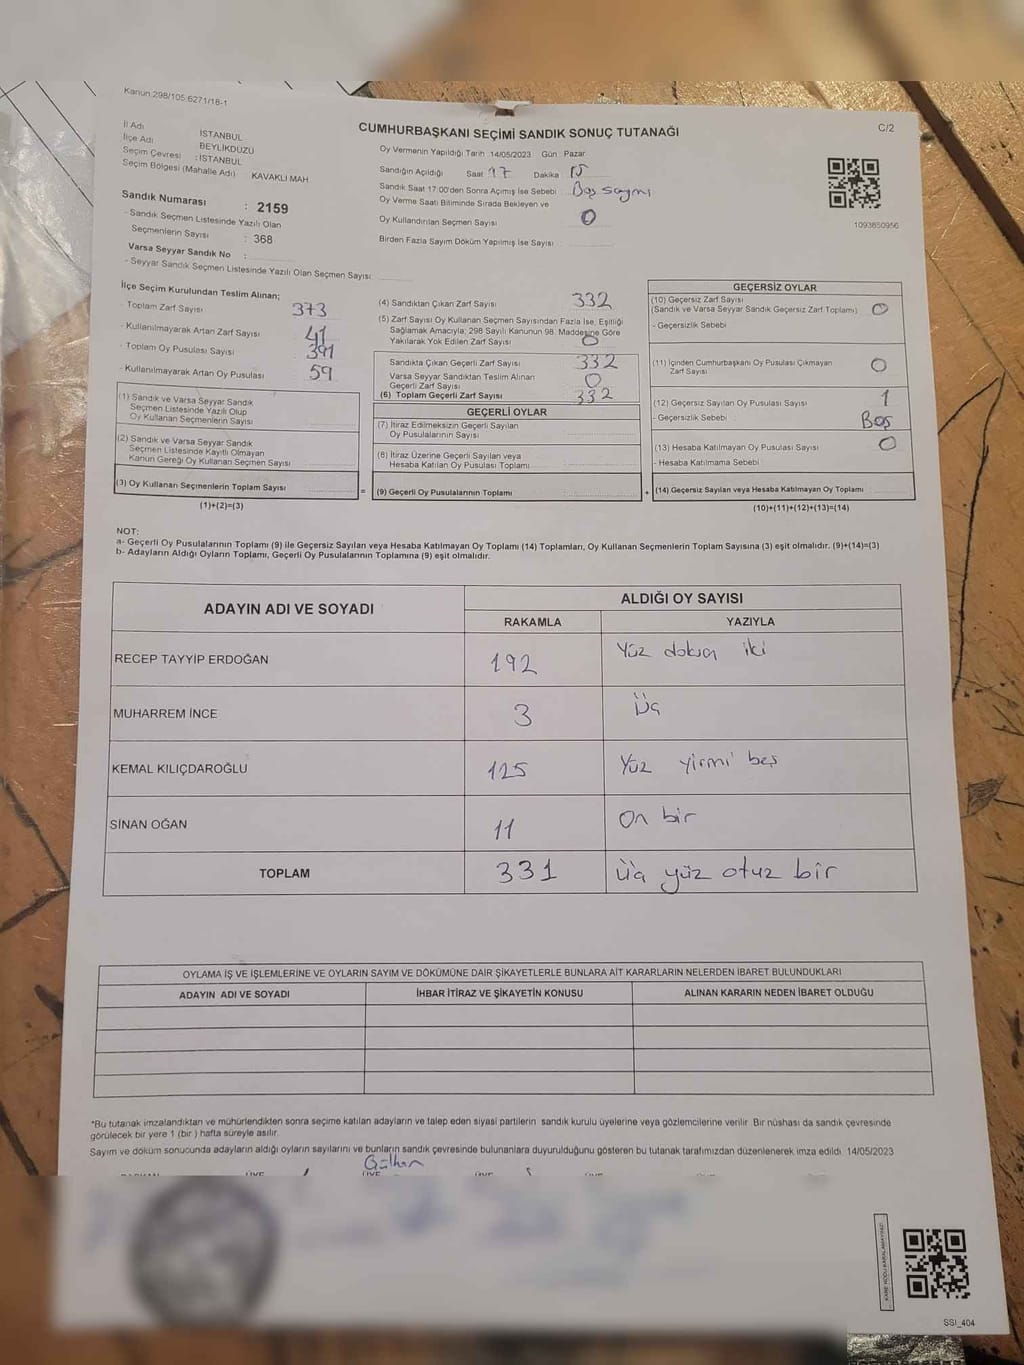 Kanun:298/105;6271/18-1
CUMHURBAŞKANI SEÇİMİ SANDIK SONUÇ TUTANAĞI
C/2
İl Adı İSTANBUL
İlçe Adı BEYLİKDÜZÜ
Seçim Çevresi :İSTANBUL
Seçim Bölgesi (Mahalle Adı) : KAVAKLI MAH.
Sandık Numarası : 2159
- Sandık Seçmen Listesinde Yazılı Olan
Seçmenlerin Sayısı : 368
Varsa Seyyar Sandık No :
- Seyyar Sandık Seçmen Listesinde Yazılı Olan Seçmen Sayısı:
Oy Vermenin Yapıldığı Tarih :14/05/2023 Gün : Pazar
Sandığın Açıldığı Saat 17 Dakika 15
Sandık Saat 17:00'den Sonra Açımış İse Sebebi : Boş sayımı
Oy Verme Saati Bitiminde Sırada Bekleyen ve
Oy Kullandırılan Seçmen Sayısı 0
Birden Fazla Sayım Döküm Yapılmış İse Sayısı
1093650956
İlçe Seçim Kurulundan Teslim Alınan;
- Toplam Zarf Sayısı : 373
- Kullanılmayarak Artan Zarf Sayısı : 41
- Toplam Oy Pusulası Sayısı : 391
- Kullanılmayarak Artan Oy Pusulası : 59
(1) Sandık ve Varsa Seyyar Sandık
Seçmen Listesinde Yazılı Olup
Oy Kullanan Seçmenlerin Sayısı
(2) Sandık ve Varsa Seyyar Sandık
Seçmen Listesinde Kayıtlı Olmayan
Kanun Gereği Oy Kullanan Seçmen Sayısı
(3) Oy Kullanan Seçmenlerin Toplam Sayısı
(1)+(2)=(3)
(4) Sandıktan Çıkan Zarf Sayısı 332
(5) Zarf Sayısı Oy Kullanan Seçmen Sayısından Fazla İse, Eşitliği
Sağlamak Amacıyla; 298 Sayılı Kanunun 98. Maddesine Göre
Yakılarak Yok Edilen Zarf Sayısı 0
Sandıkta Çıkan Geçerli Zarf Sayısı : 332
Varsa Seyyar Sandıktan Teslim Alınan
Geçerli Zarf Sayısı : 0
(6) Toplam Geçerli Zarf Sayısı : 332
GEÇERLİ OYLAR
(7) İtiraz Edilmeksizin Geçerli Sayılan
Oy Pusulalarının Sayısı
(8) İtiraz Üzerine Geçerli Sayılan veya
Hesaba Katılan Oy Pusulası Toplamı
= (9) Geçerli Oy Pusulalarının Toplamı :
GEÇERSİZ OYLAR
(10) Geçersiz Zarf Sayısı
(Sandık ve Varsa Seyyar Sandık Geçersiz Zarf Toplamı) : 0
- Geçersizlik Sebebi :
(11) İçinden Cumhurbaşkanı Oy Pusulası Çıkmayan
Zarf Sayısı 0
(12) Geçersiz Sayılan Oy Pusulası Sayısı 1
- Geçersizlik Sebebi : Boş
(13) Hesaba Katılmayan Oy Pusulası Sayısı : 0
- Hesaba Katılmama Sebebi :
+ (14) Geçersiz Sayılan veya Hesaba Katılmayan Oy Toplamı
(10)+(11)+(12)+(13)=(14)
NOT:
a- Geçerli Oy Pusulalarının Toplamı (9) ile Geçersiz Sayılan veya Hesaba Katılmayan Oy Toplamı (14) Toplamları, Oy Kullanan Seçmenlerin Toplam Sayısına (3) eşit olmalıdır. (9)+(14)=(3)
b- Adayların Aldığı Oyların Toplamı, Geçerli Oy Pusulalarının Toplamına (9) eşit olmalıdır.
ADAYIN ADI VE SOYADI ALDIĞI OY SAYISI
RAKAMLA YAZIYLA
RECEP TAYYİP ERDOĞAN 192 Yüz doksan iki
MUHARREM İNCE 3 Üç
KEMAL KILIÇDAROĞLU 125 Yüz yirmi beş
SİNAN OĞAN 11 On bir
TOPLAM 331 Üç yüz otuz bir
OYLAMA İŞ VE İŞLEMLERİNE VE OYLARIN SAYIM VE DÖKÜMÜNE DAİR ŞİKAYETLERLE BUNLARA AİT KARARLARIN NELERDEN İBARET BULUNDUKLARI
ADAYIN ADI VE SOYADI İHBAR İTİRAZ VE ŞİKAYETİN KONUSU ALINAN KARARIN NEDEN İBARET OLDUĞU
*Bu tutanak imzalandıktan ve mühürlendikten sonra seçime katılan adayların ve talep eden siyasi partilerin sandık kurulu üyelerine veya gözlemcilerine verilir. Bir nüshası da sandık çevresinde
görülecek bir yere 1 (bir ) hafta süreyle asılır.
Sayım ve döküm sonucunda adayların aldığı oyların sayılarını ve bunların sandık çevresinde bulunanlara duyurulduğunu gösteren bu tutanak tarafımızdan düzenlenerek imza edildi. 14/05/2023
Gülhan
SSI_404